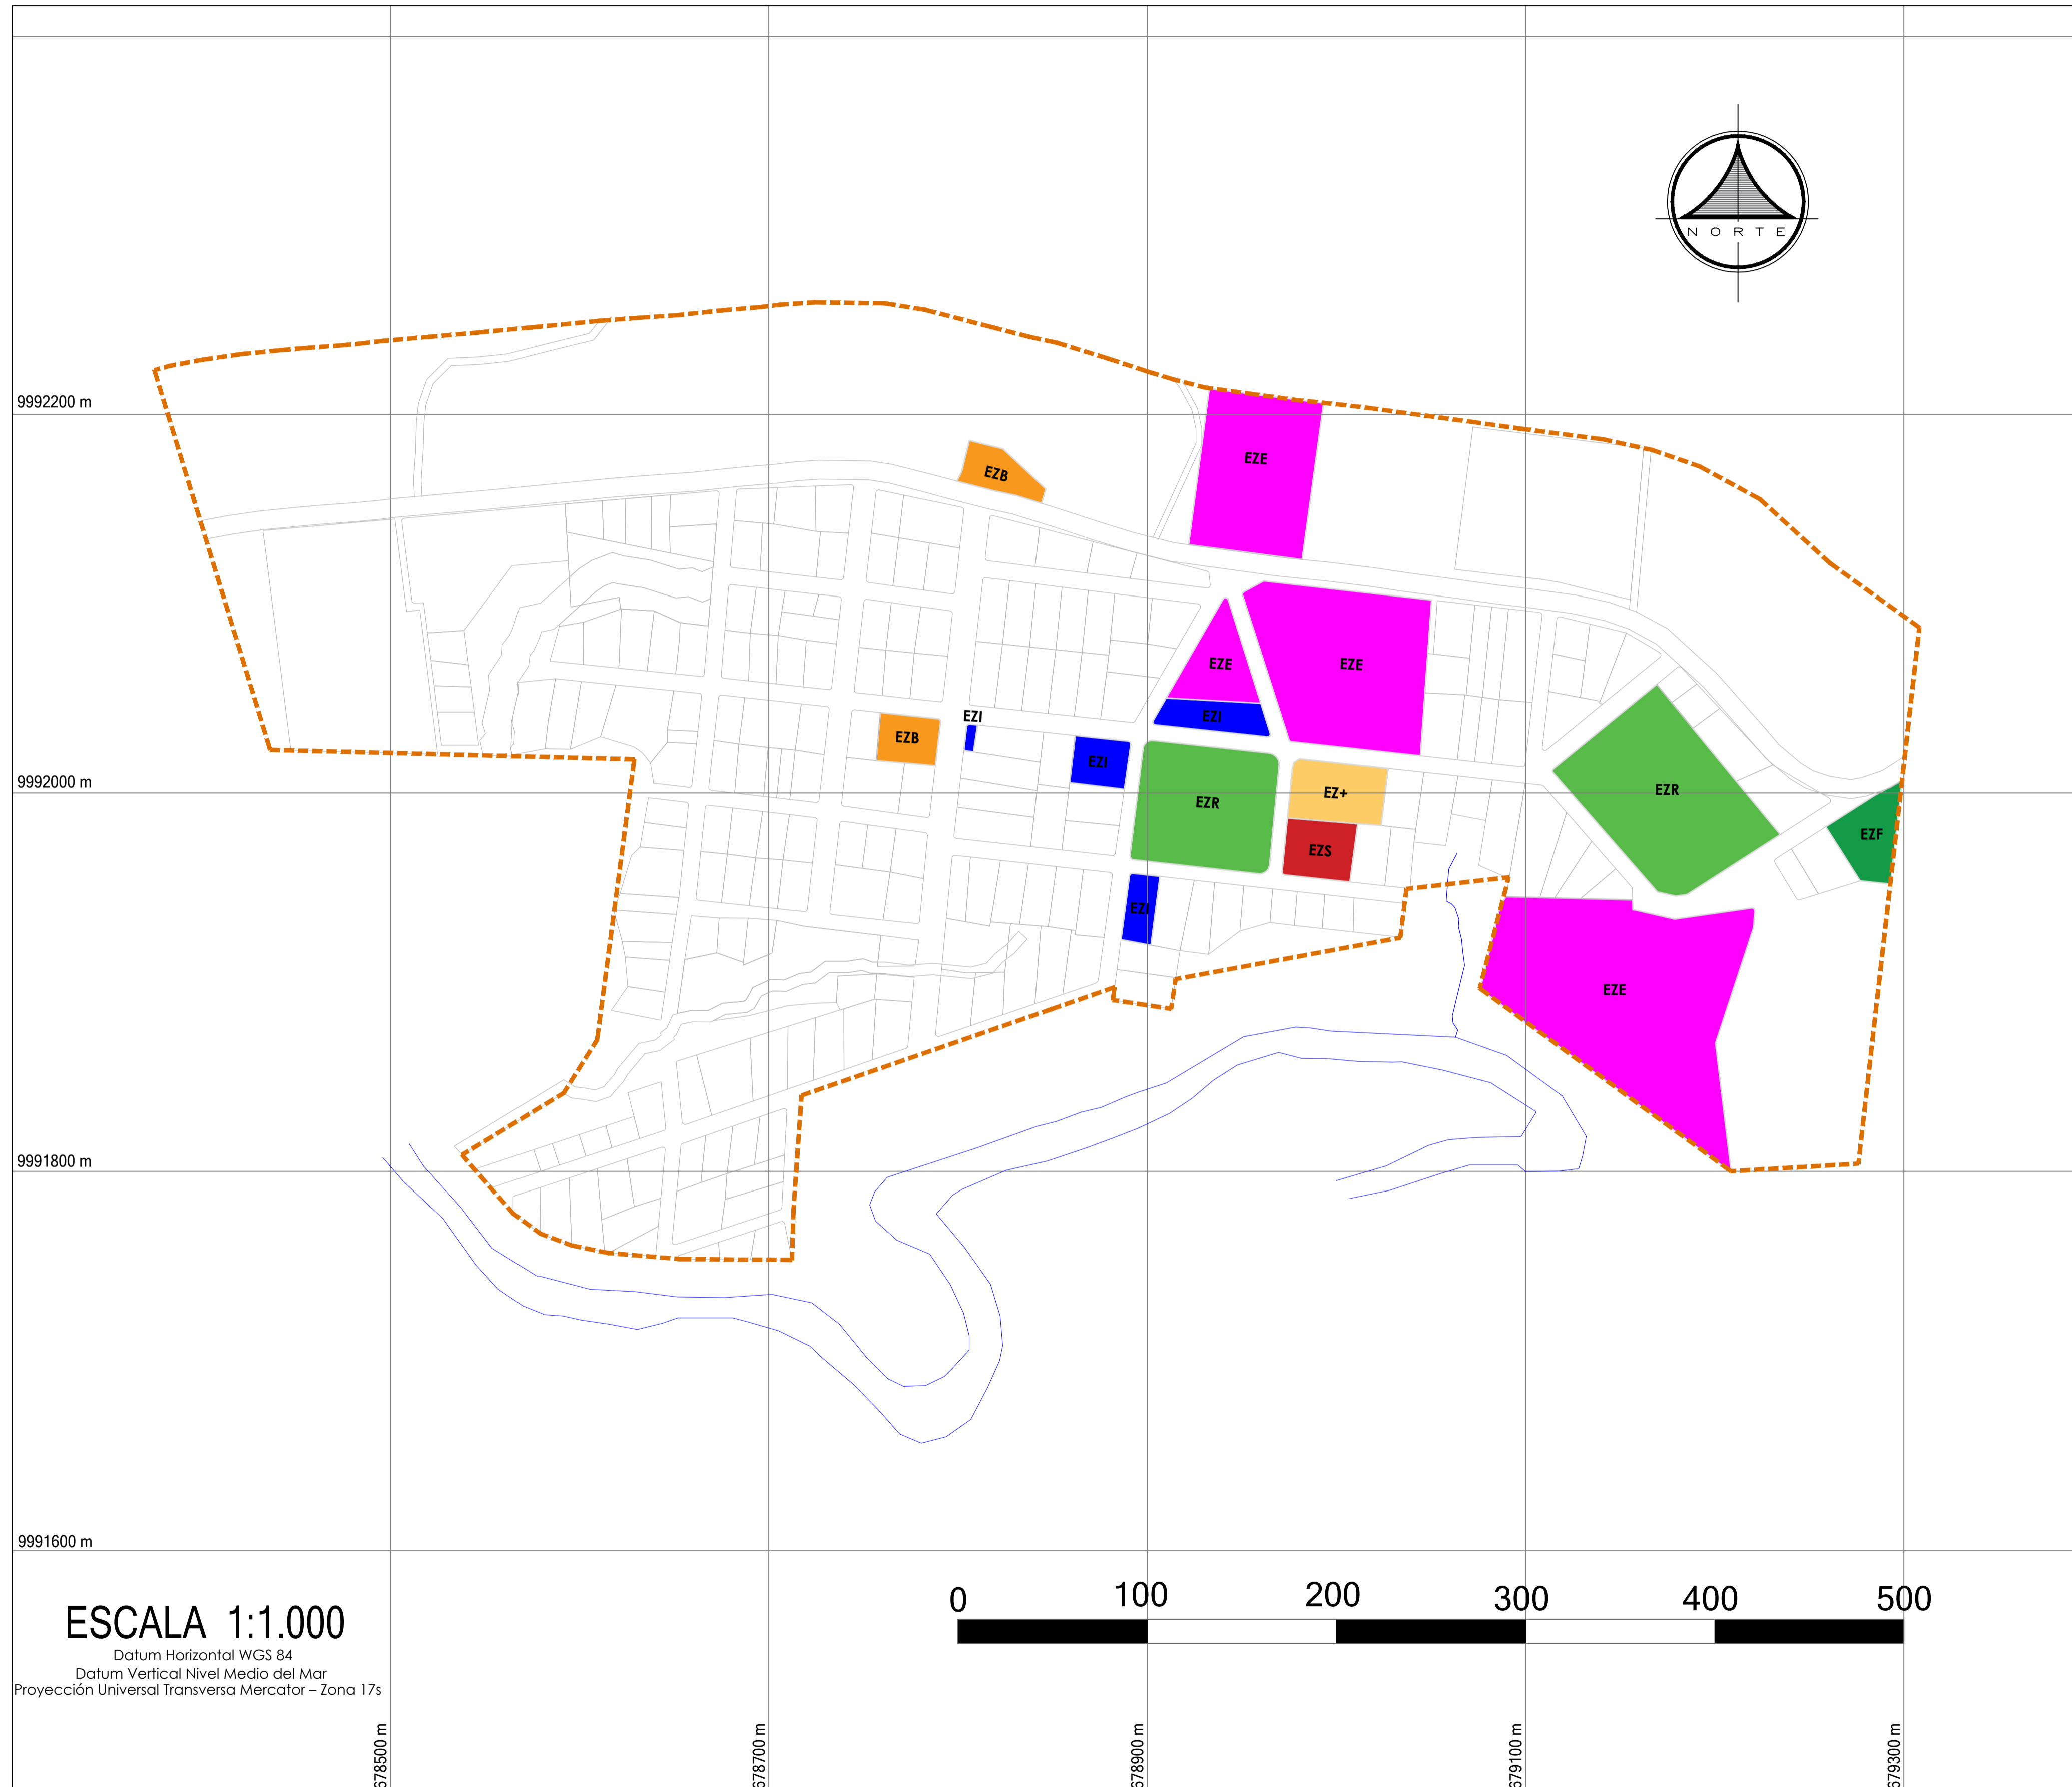 NORTE
9992200 m
EZE
EZB
EZE
EZE
EZI
EZI
EZB
EZI
EZR
EZ+
EZR
9992000 m
EZF
EZS
EZI
EZE
9991800 m
9991600 m
0 100 200 300 400 500
ESCALA 1:1.000
Datum Horizontal WGS 84
Datum Vertical Nivel Medio del Mar
Proyección Universal Transversa Mercator – Zona 17s
678500 m
678700 m
678900 m
679100 m
679300 m